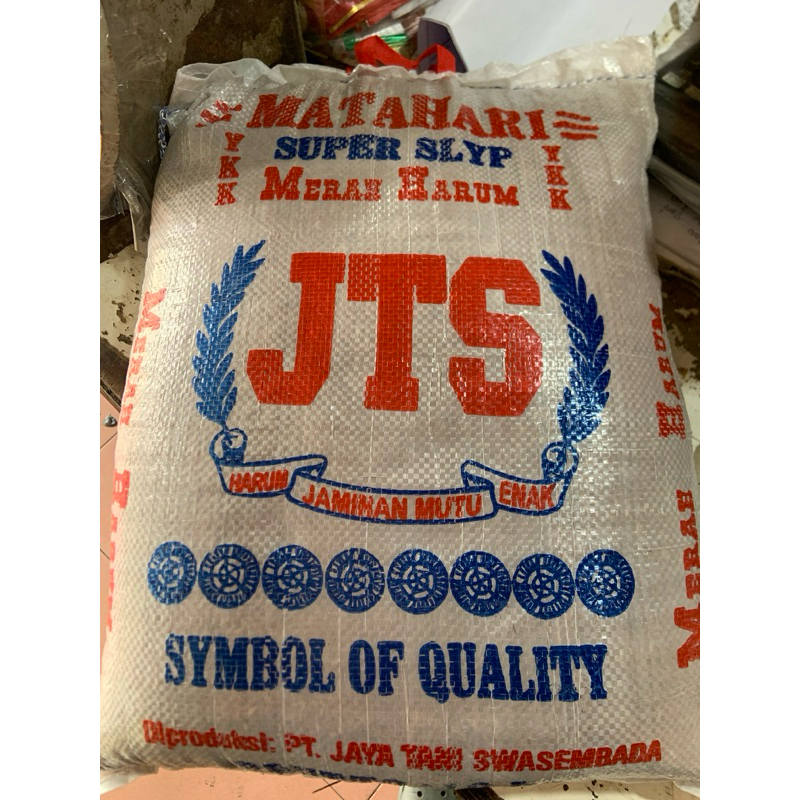 MATAHARI
SUPER SLYP
YKK
YKK
MERAH HARUM
JTS
HARUM
JAMINAN MUTU
ENAK
SYMBOL OF QUALITY
Diproduksi: PT. JAYA TANI SWASEMBADA
MERAH
HARUM
MERAH HARUM